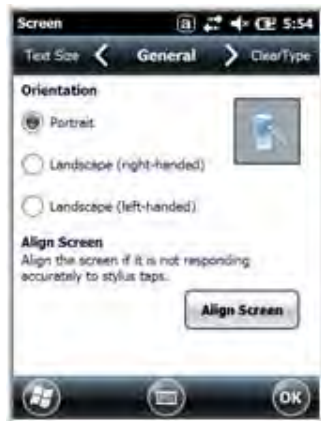 Screen a 5:54
Text Size General ClearType
Orientation
Portrait
Landscape (right-handed)
Landscape (left-handed)
Align Screen
Align the screen if it is not responding
accurately to stylus taps.
Align Screen
OK